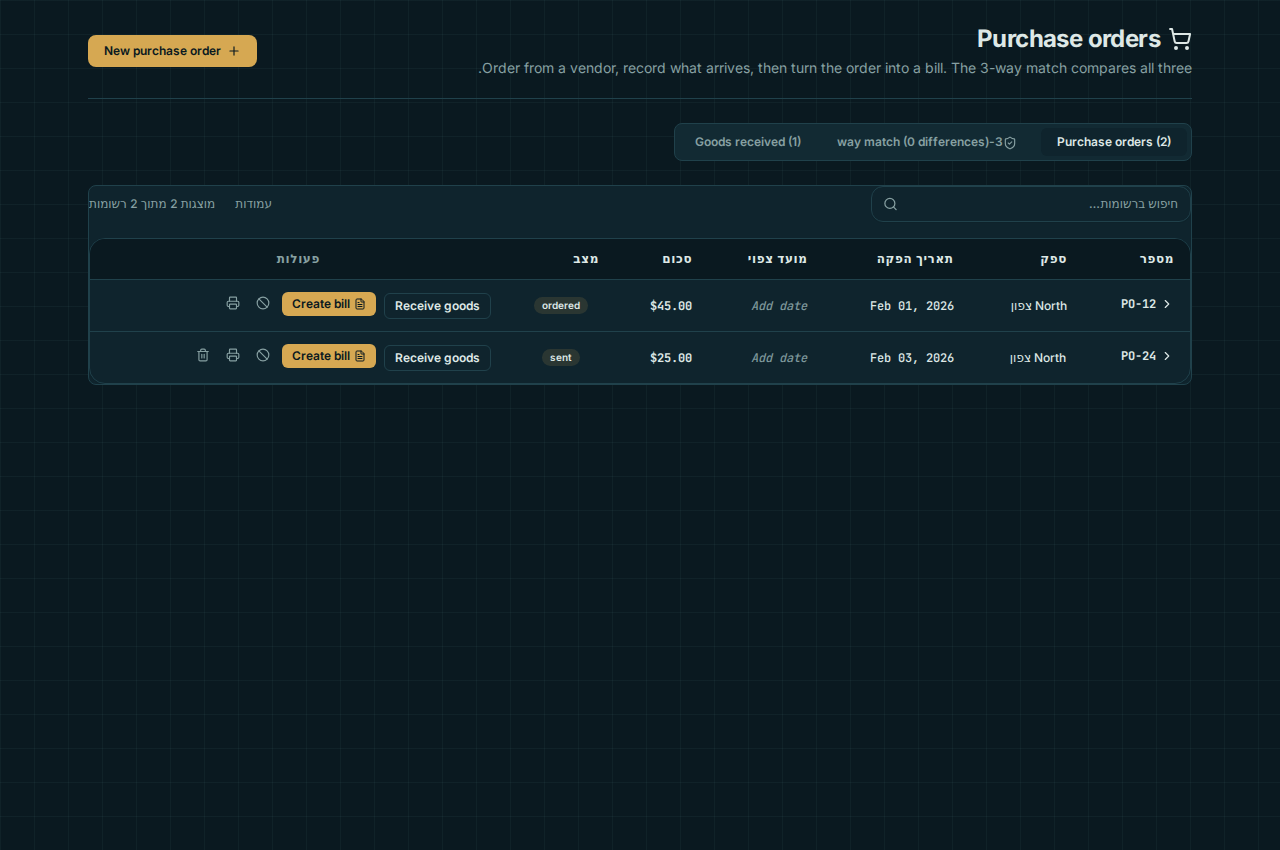 Purchase orders
Order from a vendor, record what arrives, then turn the order into a bill. The 3-way match compares all three.
New purchase order
Purchase orders (2)
3-way match (0 differences)
Goods received (1)
חיפוש ברשומות...
עמודות
מוצגות 2 מתוך 2 רשומות
מספר ספק תאריך הפקה מועד צפוי סכום מצב פעולות
PO-12 North צפון Feb 01, 2026 Add date $45.00 ordered Receive goods Create bill
PO-24 North צפון Feb 03, 2026 Add date $25.00 sent Receive goods Create bill